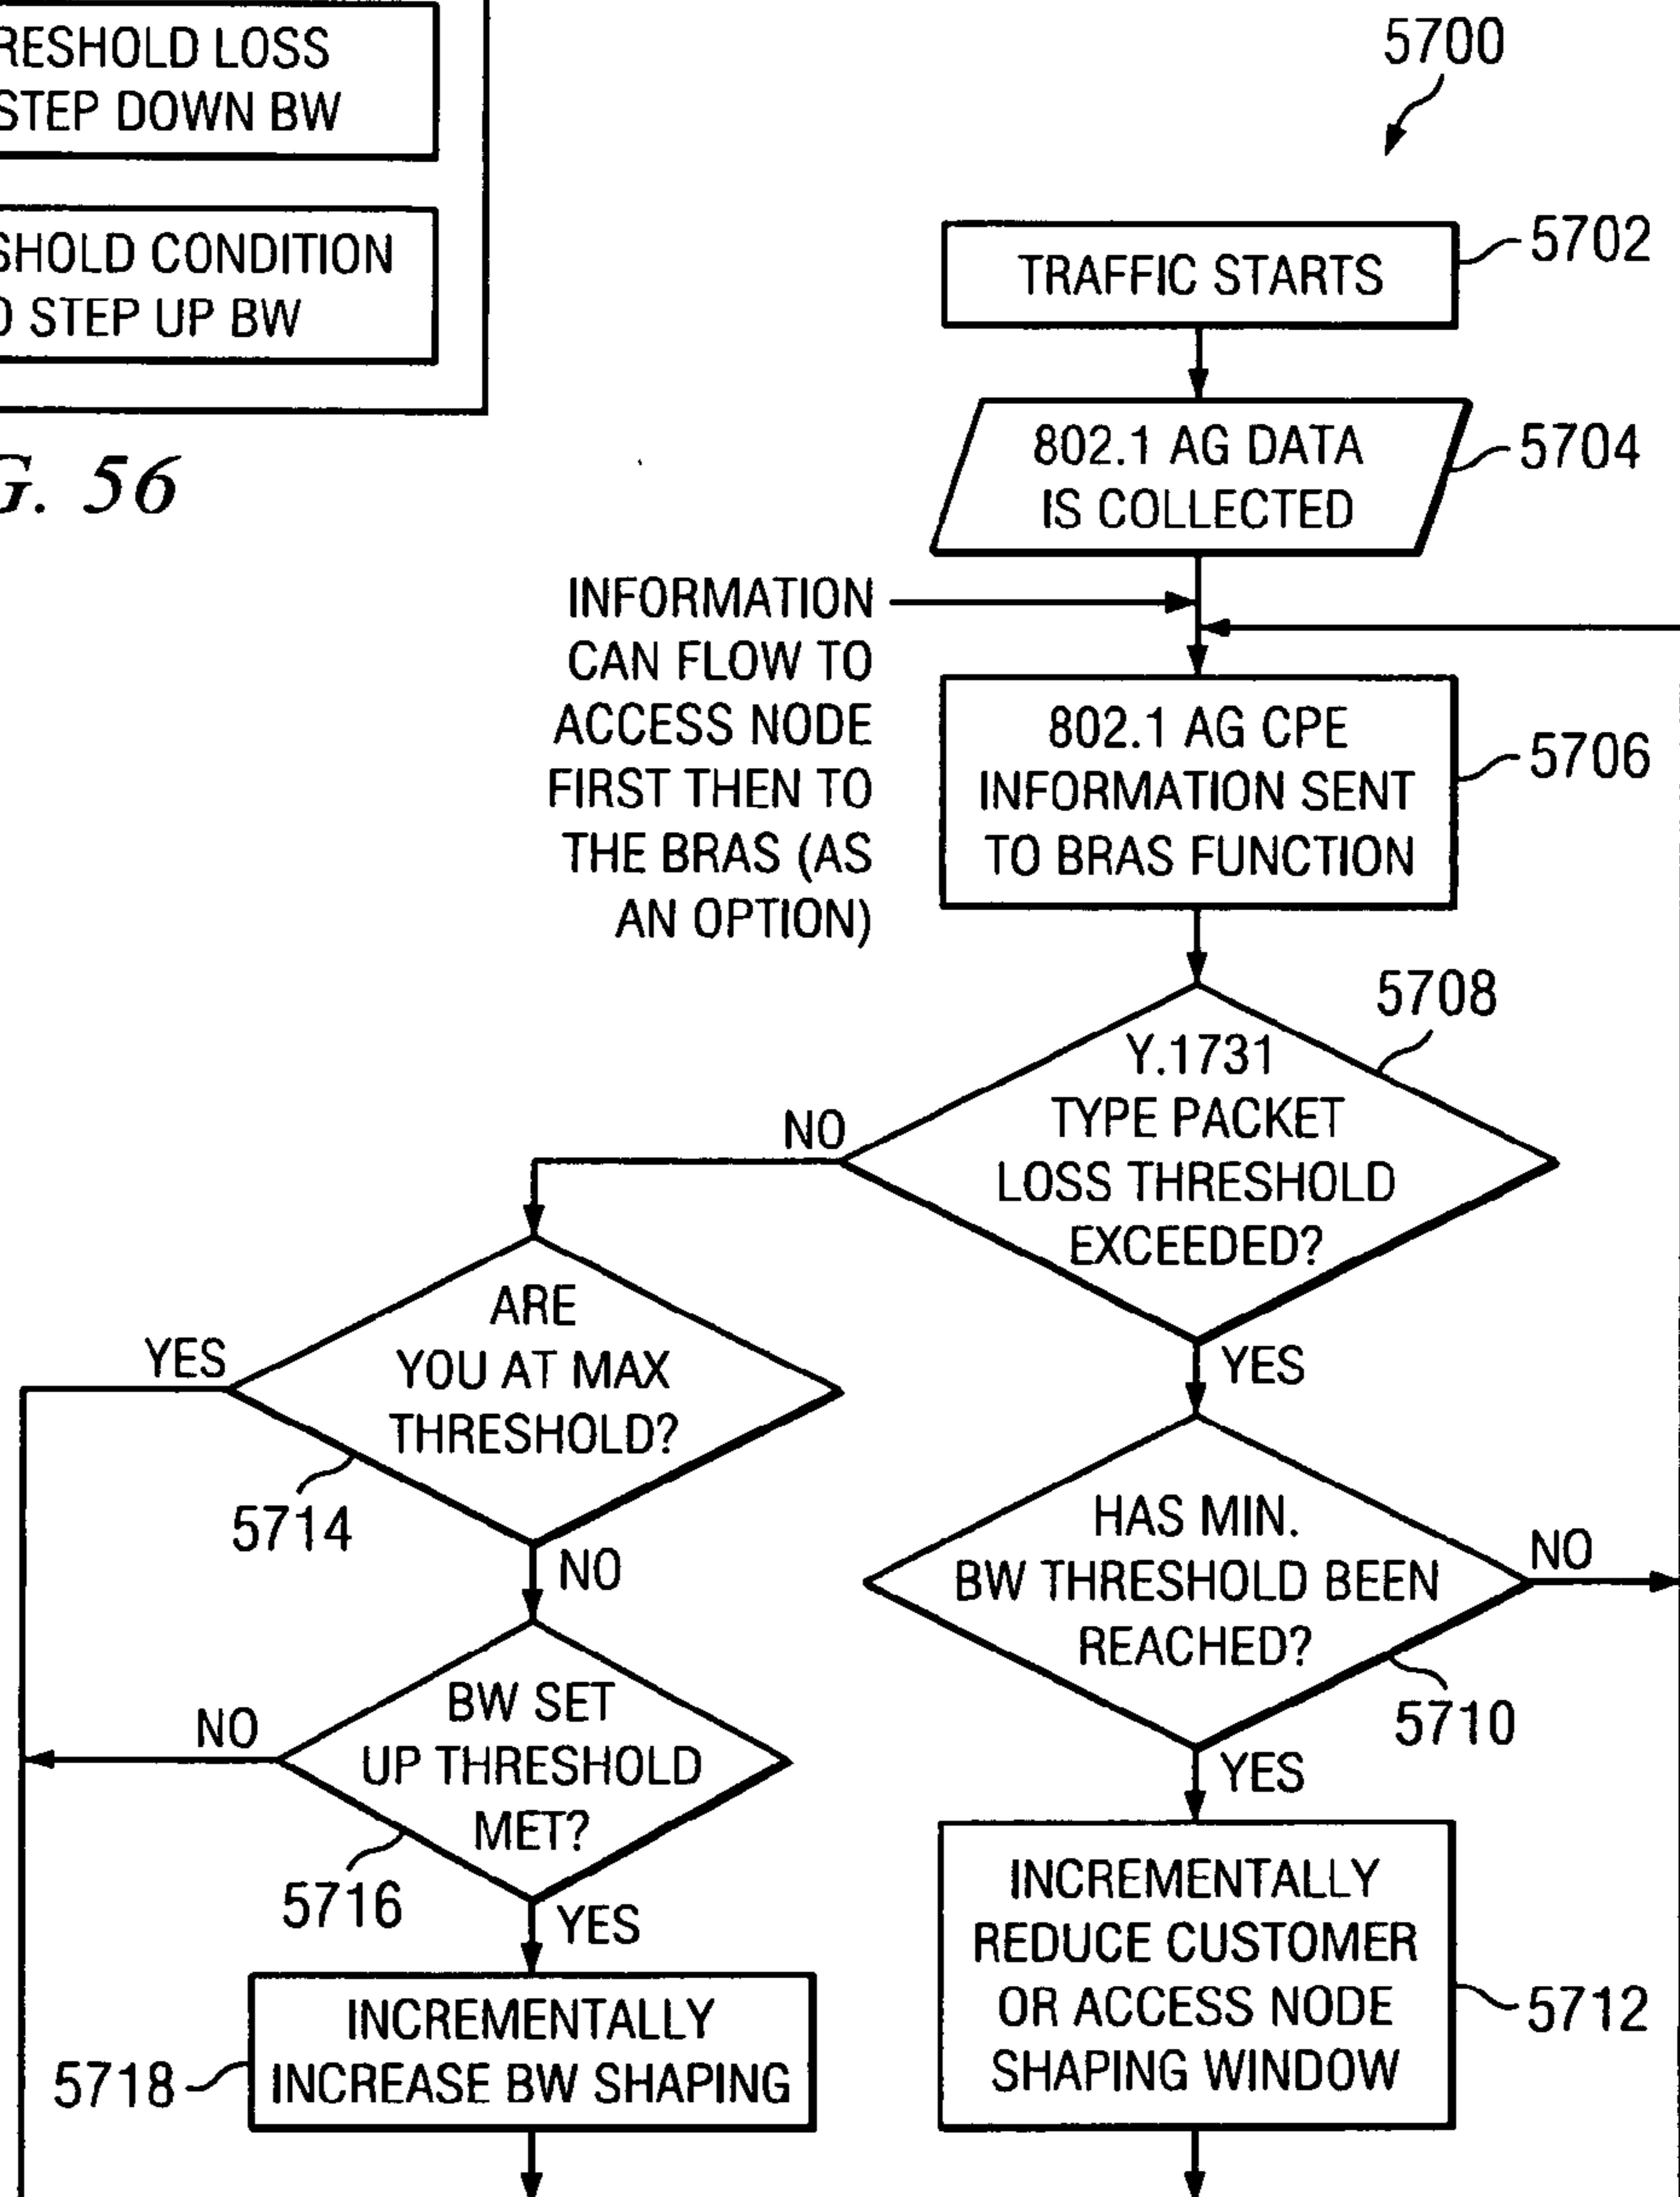 RESHOLD LOSS
STEP DOWN BW
SHOLD CONDITION
STEP UP BW
G. 56
5700
TRAFFIC STARTS
5702
802.1 AG DATA
IS COLLECTED
5704
INFORMATION
CAN FLOW TO
ACCESS NODE
FIRST THEN TO
THE BRAS (AS
AN OPTION)
802.1 AG CPE
INFORMATION SENT
TO BRAS FUNCTION
5706
5708
Y.1731
TYPE PACKET
LOSS THRESHOLD
EXCEEDED?
NO
YES
ARE
YOU AT MAX
THRESHOLD?
YES
5714
NO
HAS MIN.
BW THRESHOLD BEEN
REACHED?
NO
5710
YES
BW SET
UP THRESHOLD
MET?
NO
5716
YES
INCREMENTALLY
REDUCE CUSTOMER
OR ACCESS NODE
SHAPING WINDOW
5712
INCREMENTALLY
INCREASE BW SHAPING
5718